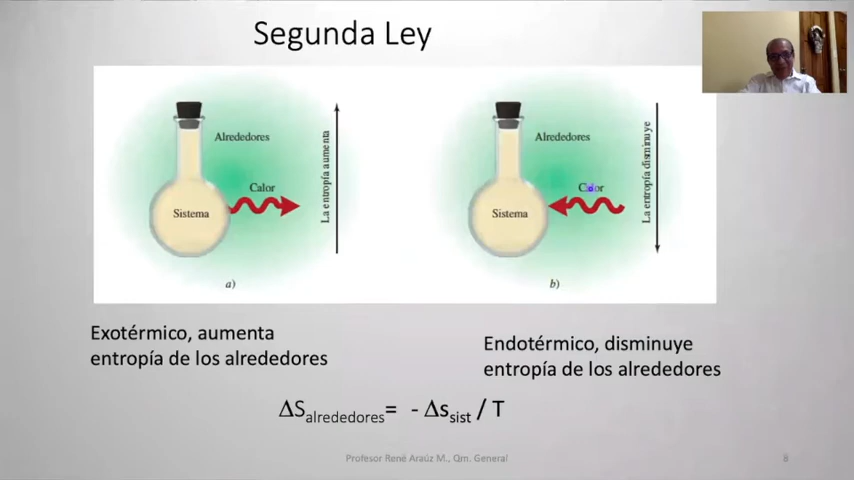 Segunda Ley
Alrededores
Calor
Sistema
La entropía aumenta
a)
Alrededores
Calor
Sistema
La entropía disminuye
b)
Exotérmico, aumenta
entropía de los alrededores
Endotérmico, disminuye
entropía de los alrededores
ΔSalrededores= - Δssist / T
Profesor René Araúz M., Qm. General
8